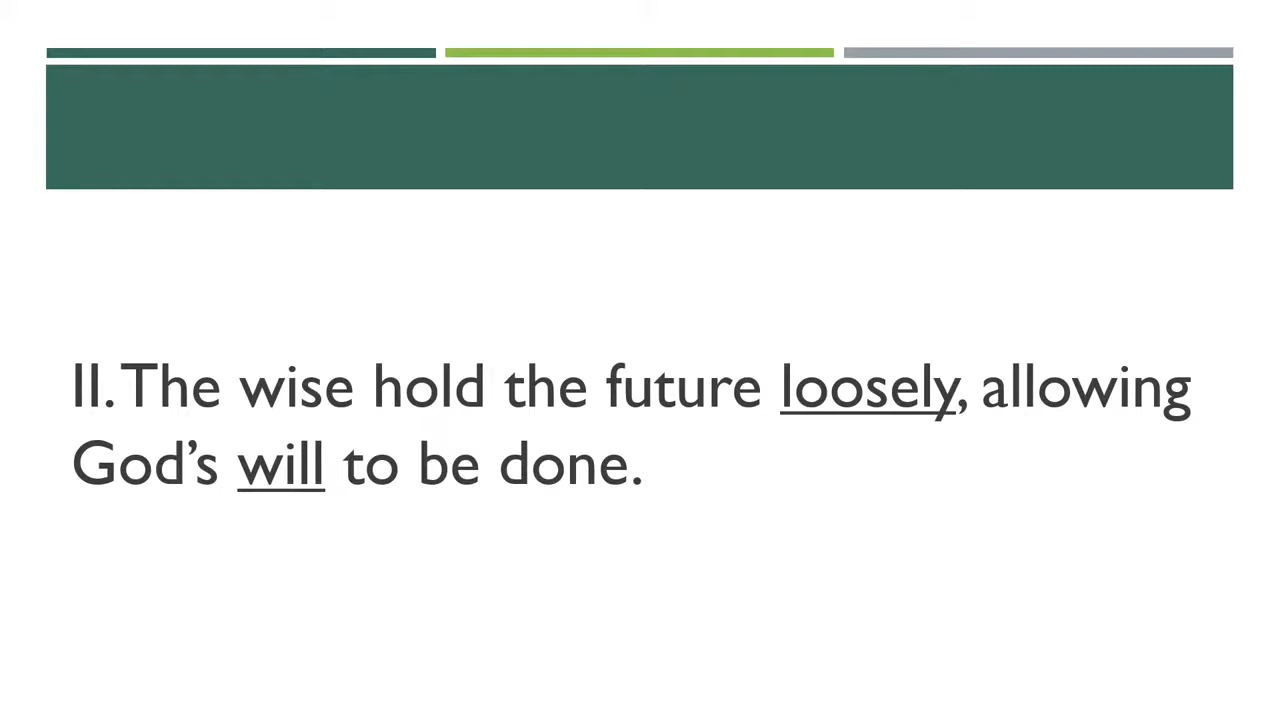 II. The wise hold the future loosely, allowing
God’s will to be done.